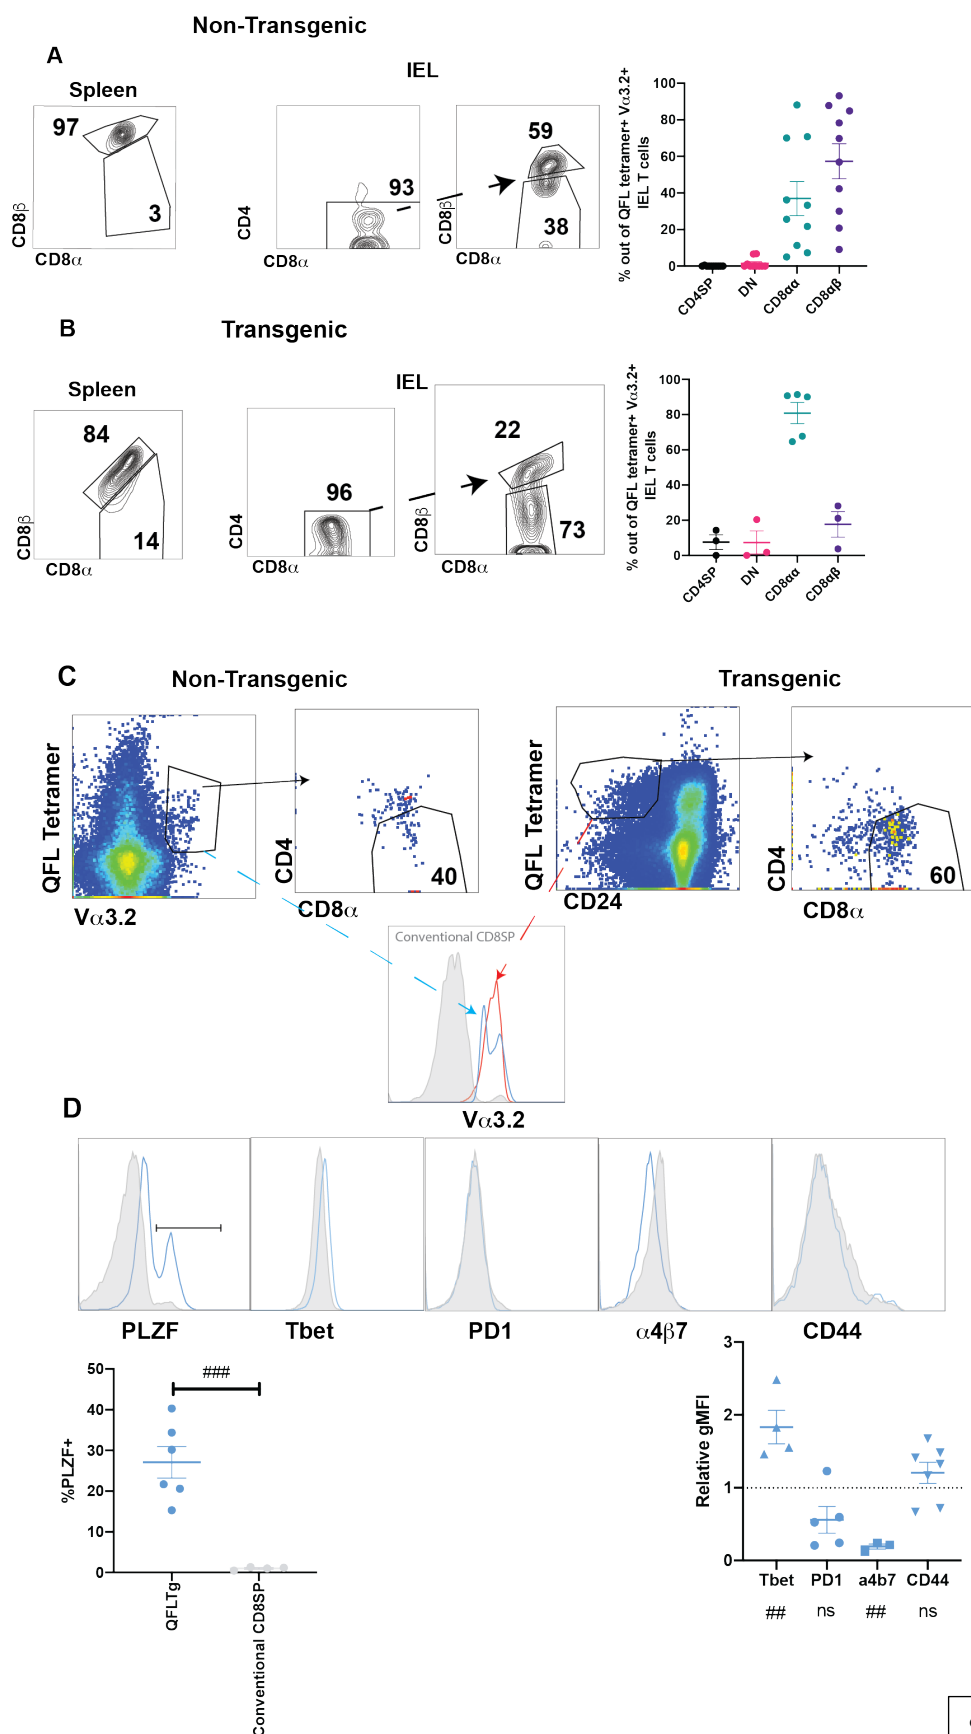 Non-Transgenic
A
IEL
Spleen
97
3
CD8β
CD8α
93
CD4
CD8α
59
38
CD8β
CD8α
% out of QFL tetramer+ Vα3.2+
IEL T cells
100
80
60
40
20
0
CD4SP
DN
CD8αα
CD8αβ
B
Transgenic
IEL
Spleen
84
14
CD8β
CD8α
96
CD4
CD8α
22
73
CD8β
CD8α
% out of QFL tetramer+ Vα3.2+
IEL T cells
100
80
60
40
20
0
CD4SP
DN
CD8αα
CD8αβ
C
Non-Transgenic
Transgenic
QFL Tetramer
Vα3.2
CD4
40
CD8α
QFL Tetramer
CD24
CD4
60
CD8α
Conventional CD8SP
Vα3.2
D
PLZF
Tbet
PD1
α4β7
CD44
%PLZF+
50
40
30
20
10
0
###
QFLTg
Conventional CD8SP
Relative gMFI
3
2
1
0
Tbet
PD1
a4b7
CD44
##
ns
##
ns